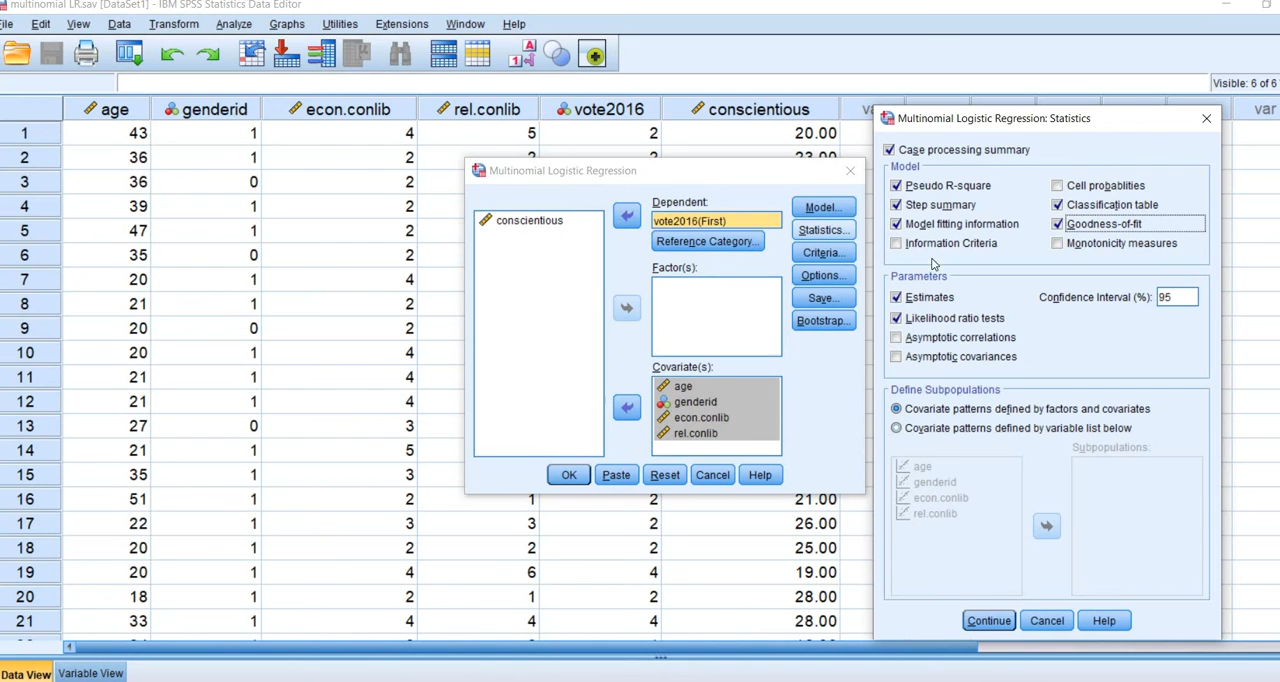 multinomial LR.sav [DataSet1] - IBM SPSS Statistics Data Editor
File Edit View Data Transform Analyze Graphs Utilities Extensions Window Help
Visible: 6 of 6
age genderid econ.conlib rel.conlib vote2016 conscientious var
1 43 1 4 5 2 20.00
2 36 1 2 2 2 23.00
3 36 0 2
4 39 1 2
5 47 1 2
6 35 0 2
7 20 1 4
8 21 1 2
9 20 0 2
10 20 1 4
11 21 1 4
12 21 1 4
13 27 0 3
14 21 1 5
15 35 1 3
16 51 1 2 1 2 21.00
17 22 1 3 3 2 26.00
18 20 1 2 2 2 25.00
19 20 1 4 6 4 19.00
20 18 1 2 1 2 28.00
21 33 1 4 4 4 28.00
Data View Variable View
Multinomial Logistic Regression
conscientious
Dependent:
vote2016(First)
Reference Category...
Factor(s):
Covariate(s):
age
genderid
econ.conlib
rel.conlib
Model...
Statistics...
Criteria...
Options...
Save...
Bootstrap...
OK Paste Reset Cancel Help
Multinomial Logistic Regression: Statistics
Case processing summary
Model
Pseudo R-square Cell probablities
Step summary Classification table
Model fitting information Goodness-of-fit
Information Criteria Monotonicity measures
Parameters
Estimates Confidence Interval (%): 95
Likelihood ratio tests
Asymptotic correlations
Asymptotic covariances
Define Subpopulations
Covariate patterns defined by factors and covariates
Covariate patterns defined by variable list below
Subpopulations:
age
genderid
econ.conlib
rel.conlib
Continue Cancel Help